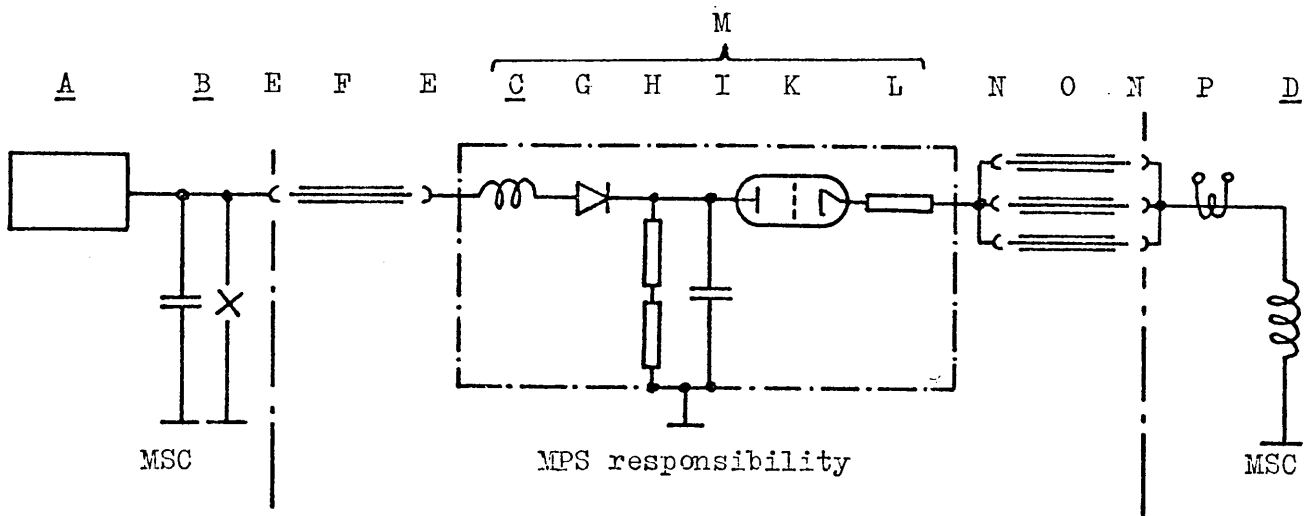 M
A B E F E C G H I K L N O N P D
MSC MPS responsibility MSC